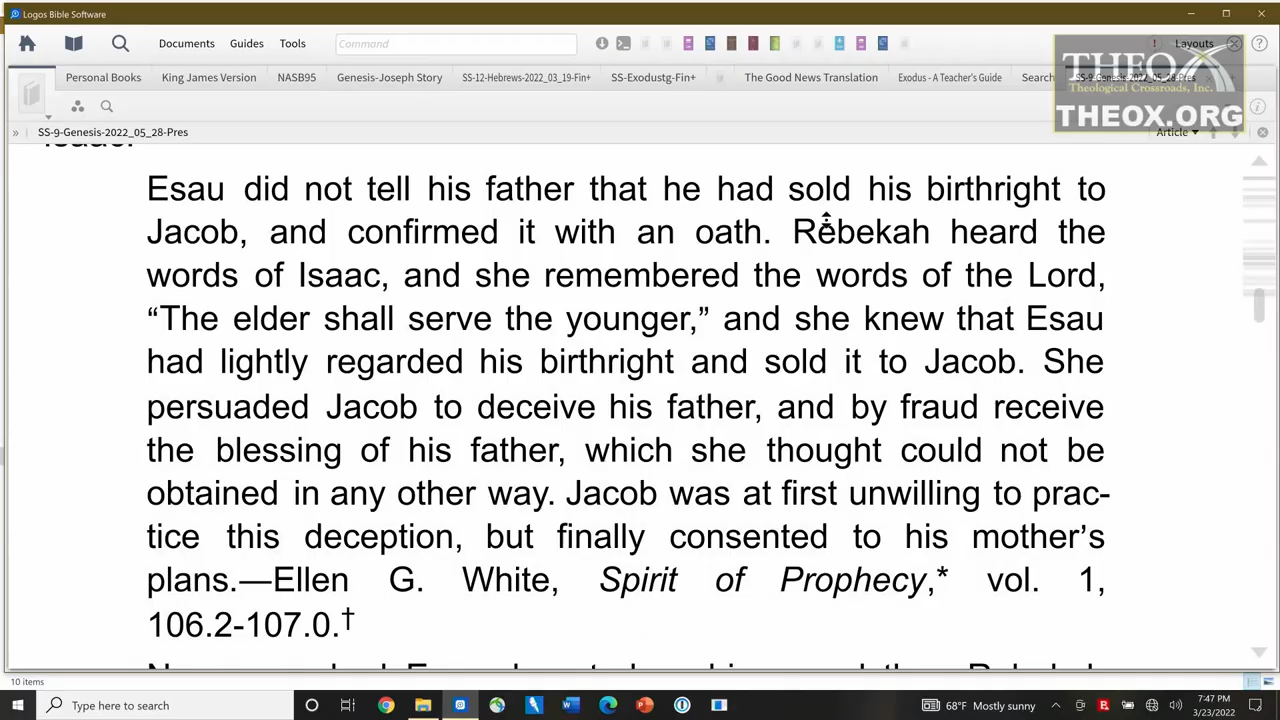 Logos Bible Software
Documents Guides Tools Command Layouts
Personal Books King James Version NASB95 SS-12-Hebrews-2022_03_19-Fin+ SS-Exodustg-Fin+ The Good News Translation Exodus - A Teacher's Guide Search SS-9-Genesis-2022_05_28-Pres
THEOX
Theological Crossroads, Inc.
THEOX.ORG
SS-9-Genesis-2022_05_28-Pres Article
Esau did not tell his father that he had sold his birthright to
Jacob, and confirmed it with an oath. Rebekah heard the
words of Isaac, and she remembered the words of the Lord,
“The elder shall serve the younger,” and she knew that Esau
had lightly regarded his birthright and sold it to Jacob. She
persuaded Jacob to deceive his father, and by fraud receive
the blessing of his father, which she thought could not be
obtained in any other way. Jacob was at first unwilling to prac-
tice this deception, but finally consented to his mother’s
plans.—Ellen G. White, Spirit of Prophecy,* vol. 1,
106.2-107.0.†
10 items
Type here to search 68°F Mostly sunny 7:47 PM
3/23/2022